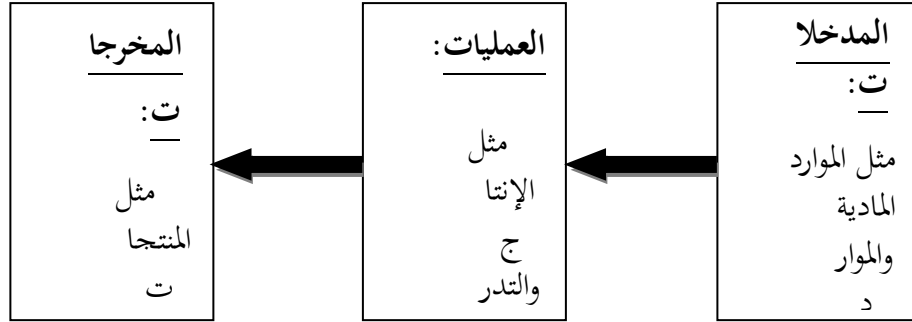 المدخلا
ت:
مثل الموارد
المادية
والموار
د
العمليات:
مثل
الإنتا
ج
والتدر
المخرجا
ت:
مثل
المنتجا
ت